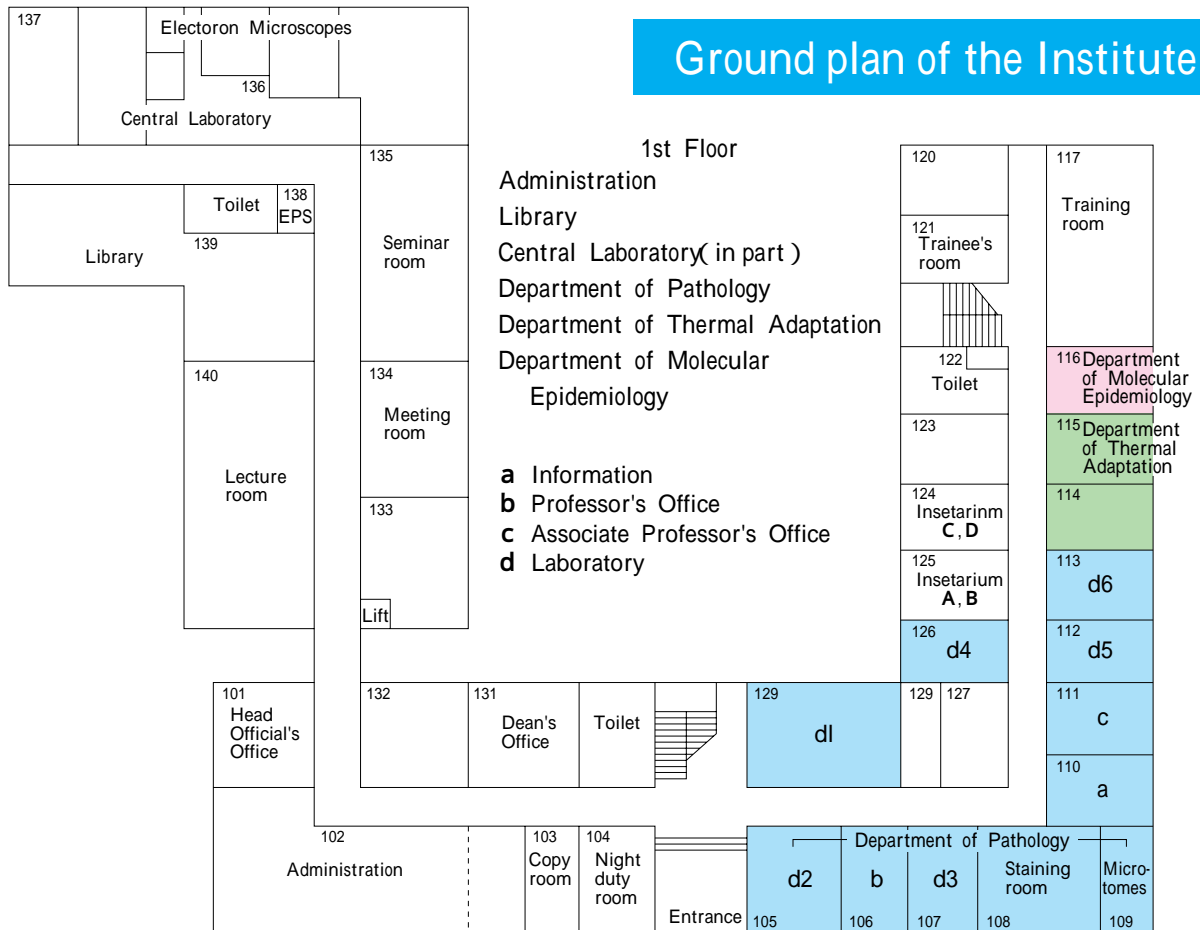 Ground plan of the Institute
137
Electoron Microscopes
136
Central Laboratory
135
Seminar
room
Toilet
138
EPS
139
Library
140
Lecture
room
134
Meeting
room
133
Lift
1st Floor
Administration
Library
Central Laboratory( in part )
Department of Pathology
Department of Thermal Adaptation
Department of Molecular
Epidemiology
a Information
b Professor's Office
c Associate Professor's Office
d Laboratory
120
121
Trainee's
room
122
Toilet
123
124
Insetarinm
C, D
125
Insetarium
A, B
126
d4
117
Training
room
116 Department
of Molecular
Epidemiology
115 Department
of Thermal
Adaptation
114
113
d6
112
d5
111
c
110
a
101
Head
Official's
Office
132
131
Dean's
Office
Toilet
129
dl
129
127
102
Administration
103
Copy
room
104
Night
duty
room
Entrance
Department of Pathology
d2
105
b
106
d3
107
Staining
room
108
Micro-
tomes
109